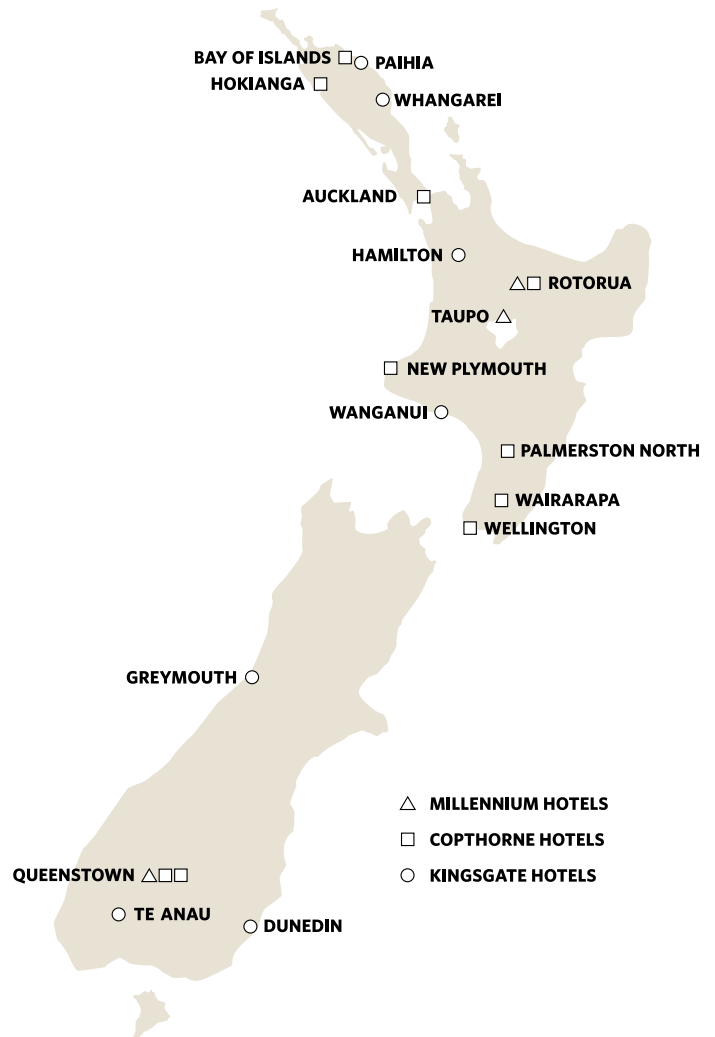 BAY OF ISLANDS
PAIHIA
HOKIANGA
WHANGAREI
AUCKLAND
HAMILTON
ROTORUA
TAUPO
NEW PLYMOUTH
WANGANUI
PALMERSTON NORTH
WAIRARAPA
WELLINGTON
GREYMOUTH
MILLENNIUM HOTELS
COPTHORNE HOTELS
KINGSGATE HOTELS
QUEENSTOWN
TE ANAU
DUNEDIN